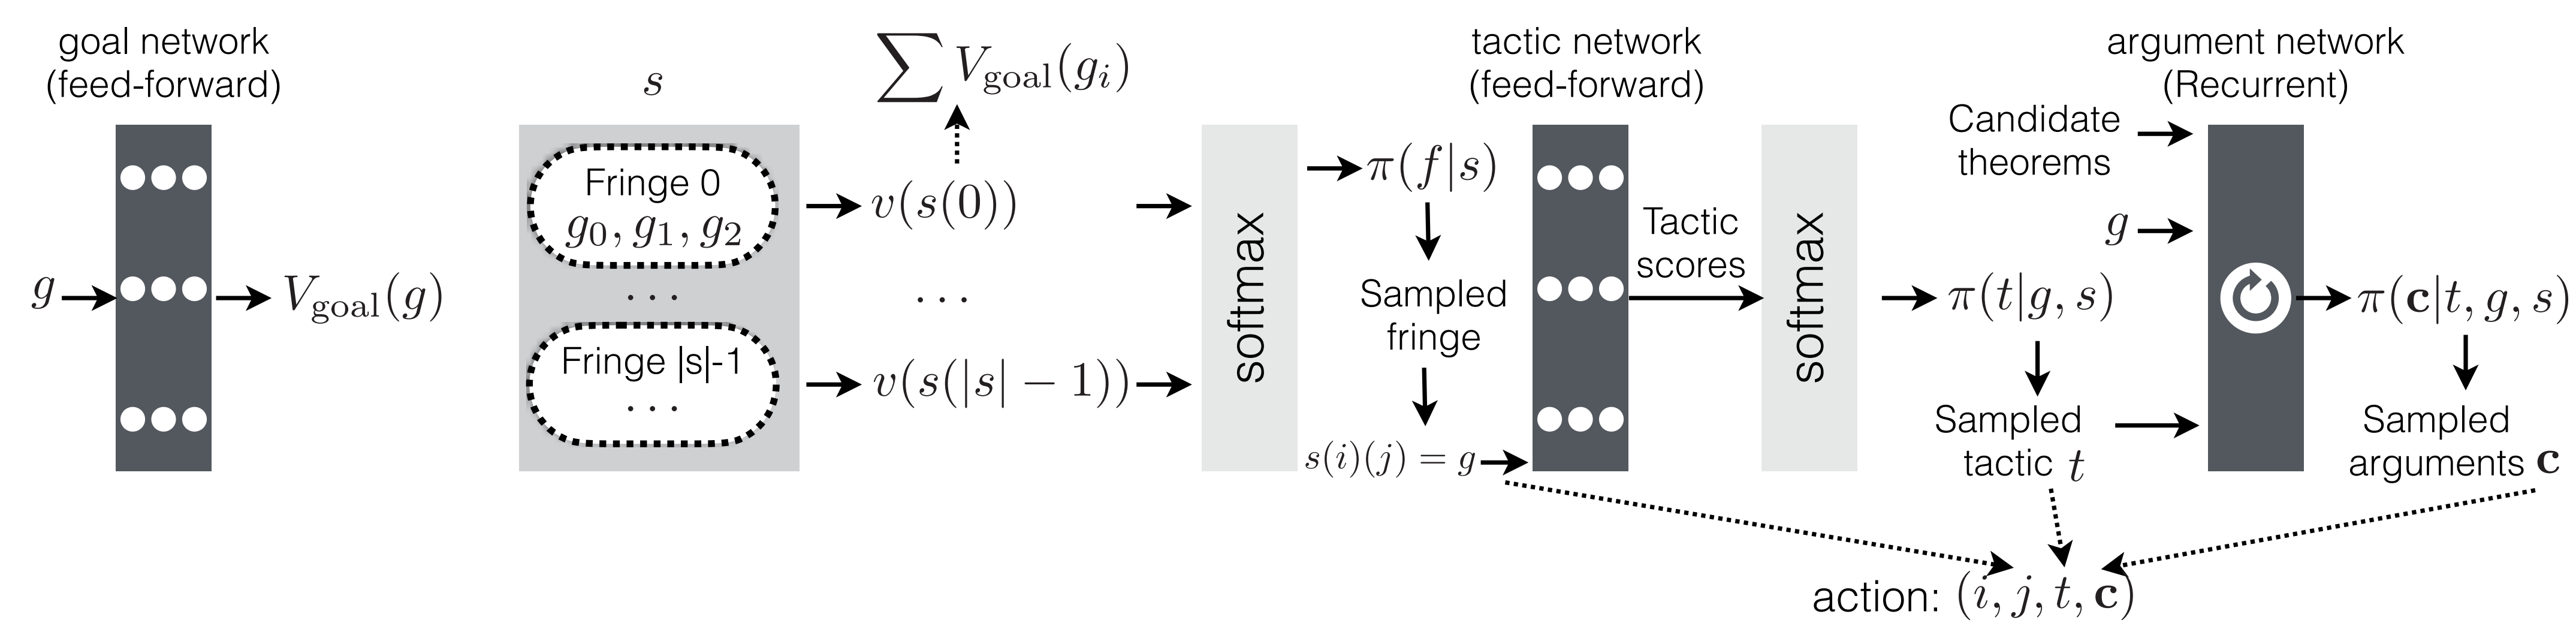 goal network
(feed-forward)
g
V_goal(g)
s
Fringe 0
g_0, g_1, g_2
. . .
Fringe |s|-1
. . .
∑ V_goal(g_i)
v(s(0))
. . .
v(s(|s| − 1))
softmax
π(f|s)
Sampled
fringe
s(i)(j) = g
tactic network
(feed-forward)
Tactic
scores
softmax
π(t|g, s)
Sampled
tactic t
argument network
(Recurrent)
Candidate
theorems
g
π(c|t, g, s)
Sampled
arguments c
action: (i, j, t, c)